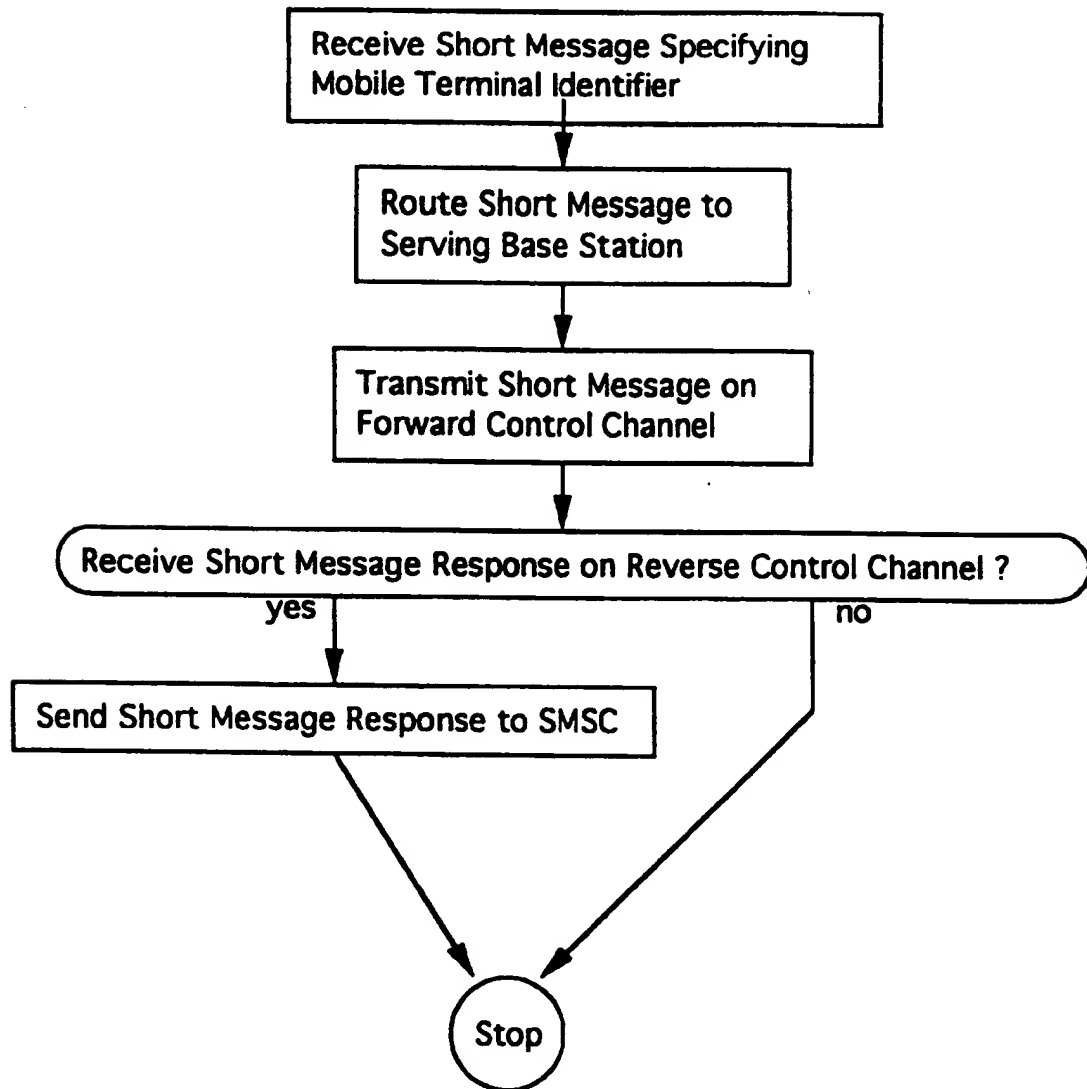 Receive Short Message Specifying
Mobile Terminal Identifier
Route Short Message to
Serving Base Station
Transmit Short Message on
Forward Control Channel
Receive Short Message Response on Reverse Control Channel ?
yes
no
Send Short Message Response to SMSC
Stop